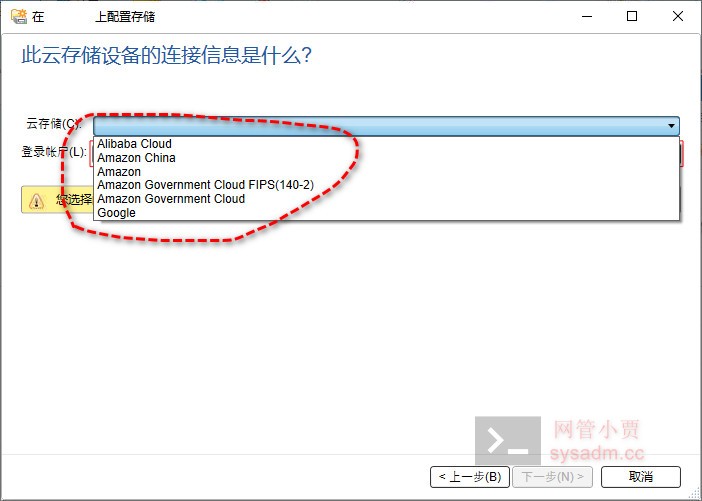 在 上配置存储
此云存储设备的连接信息是什么?
云存储(C):
Alibaba Cloud
Amazon China
登录帐户(L):
Amazon
Amazon Government Cloud FIPS(140-2)
您选择
Amazon Government Cloud
Google
网管小贾
sysadm.cc
< 上一步(B)
下一步(N) >
取消